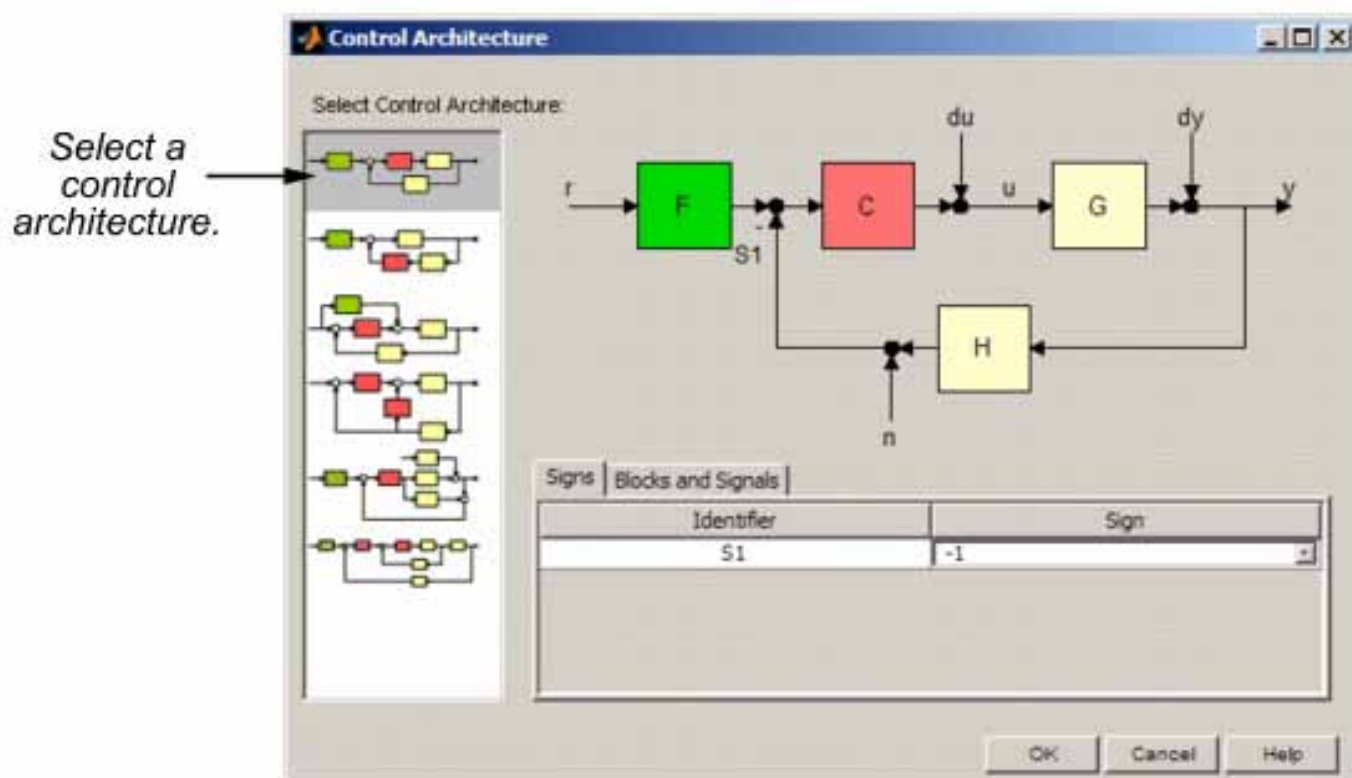 Control Architecture
Select Control Architecture:
Select a
control
architecture.
du
dy
r
F
C
u
G
y
-
S1
H
n
Signs
Blocks and Signals
Identifier
Sign
S1
-1
OK
Cancel
Help